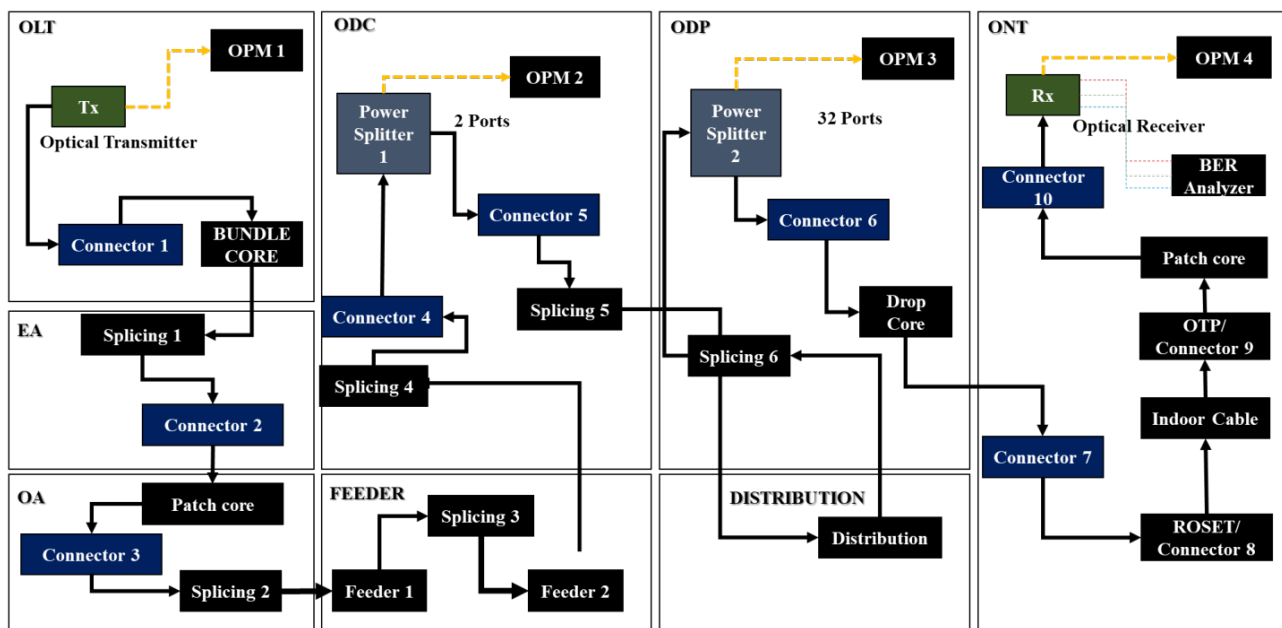 OLT
OPM 1
Tx
Optical Transmitter
Connector 1
BUNDLE
CORE
EA
Splicing 1
Connector 2
OA
Patch core
Connector 3
Splicing 2
ODC
OPM 2
Power
Splitter
1
2 Ports
Connector 5
Connector 4
Splicing 5
Splicing 4
FEEDER
Splicing 3
Feeder 1
Feeder 2
ODP
OPM 3
Power
Splitter
2
32 Ports
Connector 6
Drop
Core
Splicing 6
DISTRIBUTION
Distribution
ONT
OPM 4
Rx
Optical Receiver
BER
Analyzer
Connector
10
Patch core
OTP/
Connector 9
Indoor Cable
Connector 7
ROSET/
Connector 8